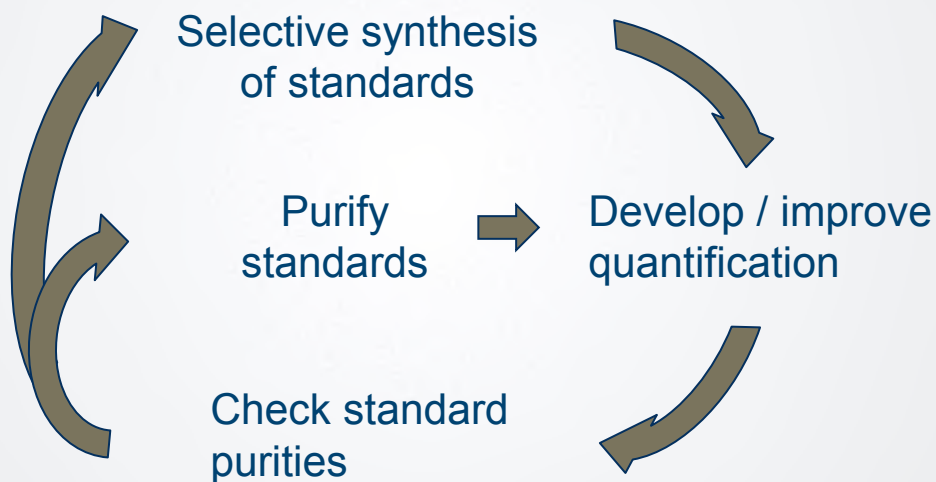 Selective synthesis
of standards
Purify
standards
Develop / improve
quantification
Check standard
purities